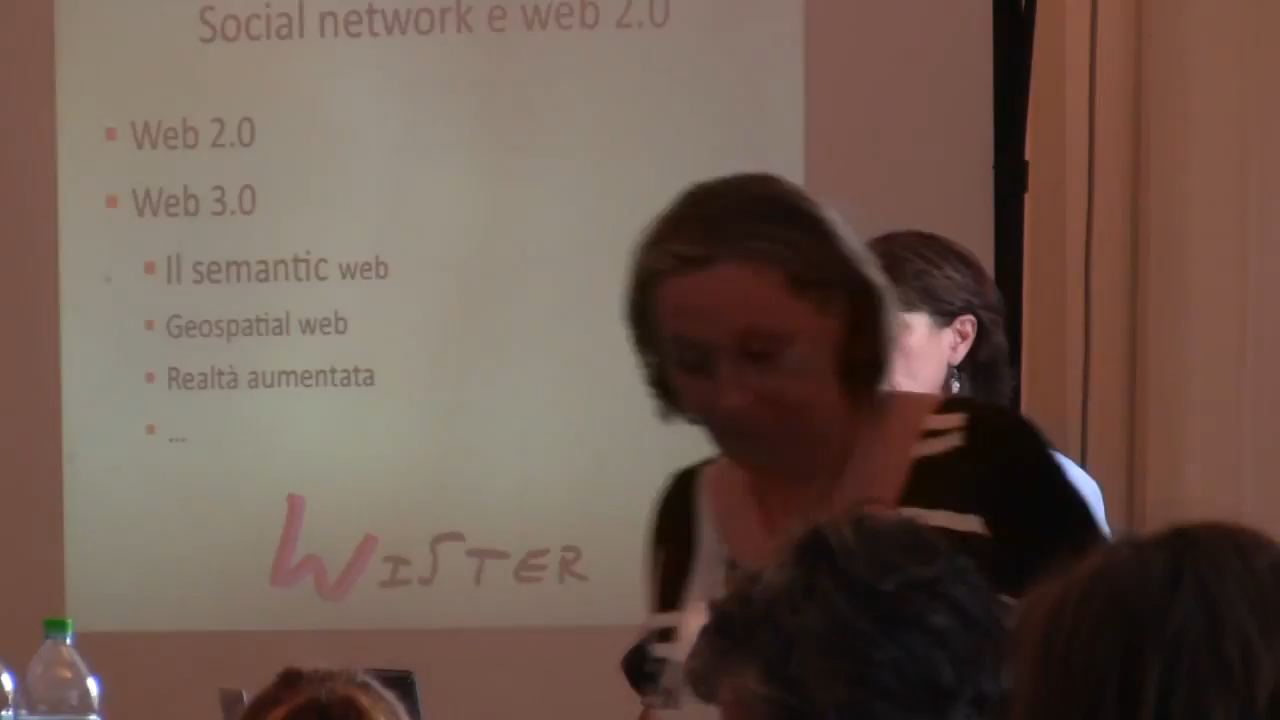 Social network e web 2.0
Web 2.0
Web 3.0
Il semantic web
Geospatial web
Realtà aumentata
...
WISTER